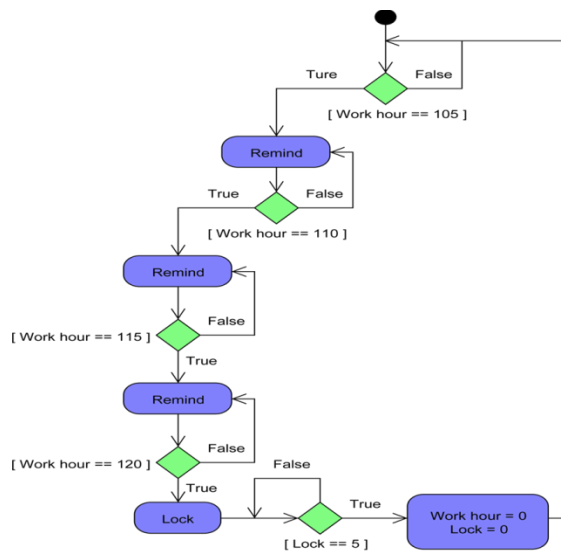 Ture
False
[ Work hour == 105 ]
Remind
True
False
[ Work hour == 110 ]
Remind
False
[ Work hour == 115 ]
True
Remind
False
[ Work hour == 120 ]
True
False
Lock
True
Work hour = 0
Lock = 0
[ Lock == 5 ]